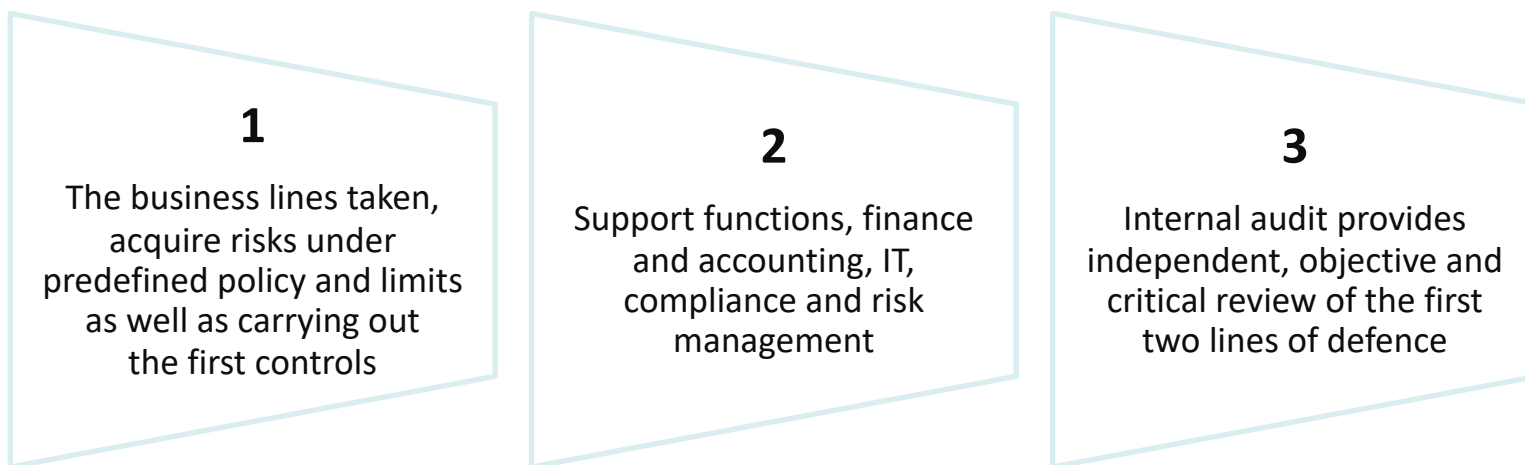 1
The business lines taken,
acquire risks under
predefined policy and limits
as well as carrying out
the first controls
2
Support functions, finance
and accounting, IT,
compliance and risk
management
3
Internal audit provides
independent, objective and
critical review of the first
two lines of defence